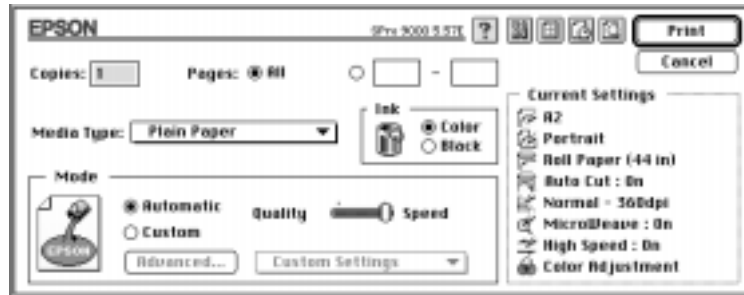 EPSON
SPro 9000 5.57E
?
Print
Copies: 1
Pages: All
-
Cancel
Media Type: Plain Paper
Ink
Color
Black
Mode
Automatic
Custom
Quality
Speed
EPSON
Advanced...
Custom Settings
Current Settings
A2
Portrait
Roll Paper (44 in)
Auto Cut : On
Normal - 360dpi
MicroWeave : On
High Speed : On
Color Adjustment